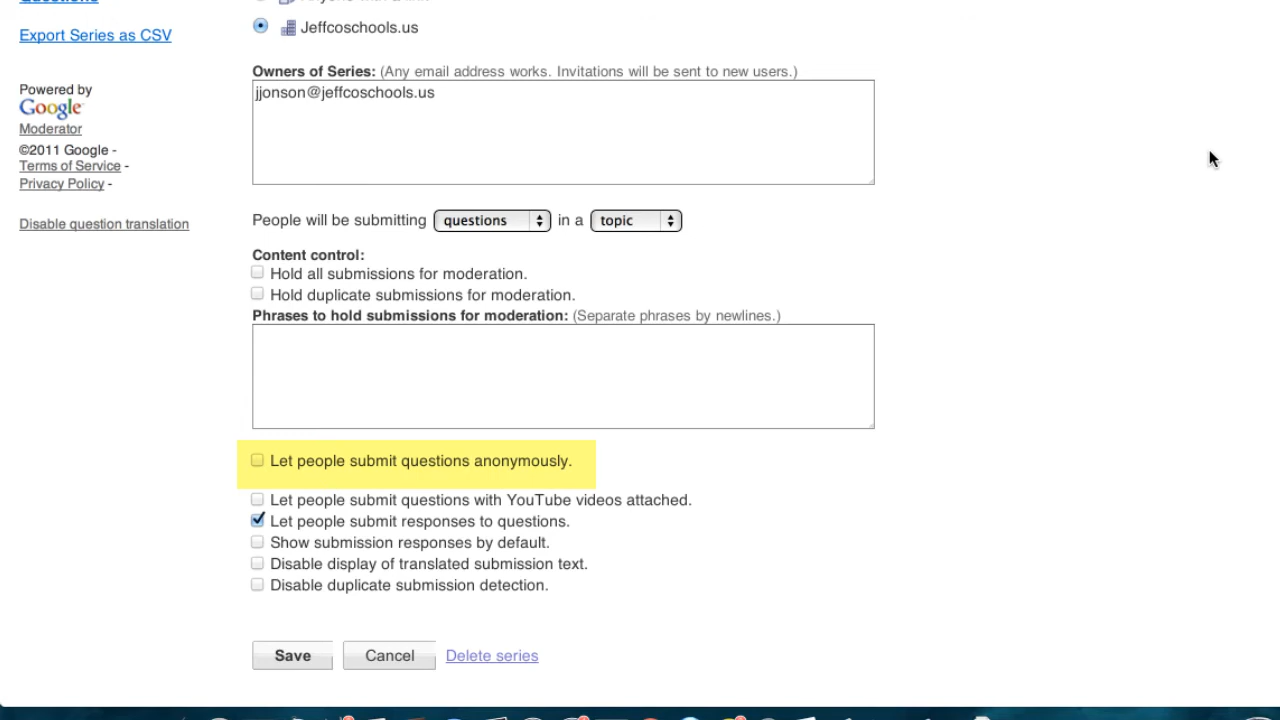 Questions
Anyone with a link
Export Series as CSV
Jeffcoschools.us
Owners of Series: (Any email address works. Invitations will be sent to new users.)
jjonson@jeffcoschools.us
Powered by
Google
Moderator
©2011 Google -
Terms of Service -
Privacy Policy -
Disable question translation
People will be submitting questions in a topic
Content control:
Hold all submissions for moderation.
Hold duplicate submissions for moderation.
Phrases to hold submissions for moderation: (Separate phrases by newlines.)
Let people submit questions anonymously.
Let people submit questions with YouTube videos attached.
Let people submit responses to questions.
Show submission responses by default.
Disable display of translated submission text.
Disable duplicate submission detection.
Save Cancel Delete series